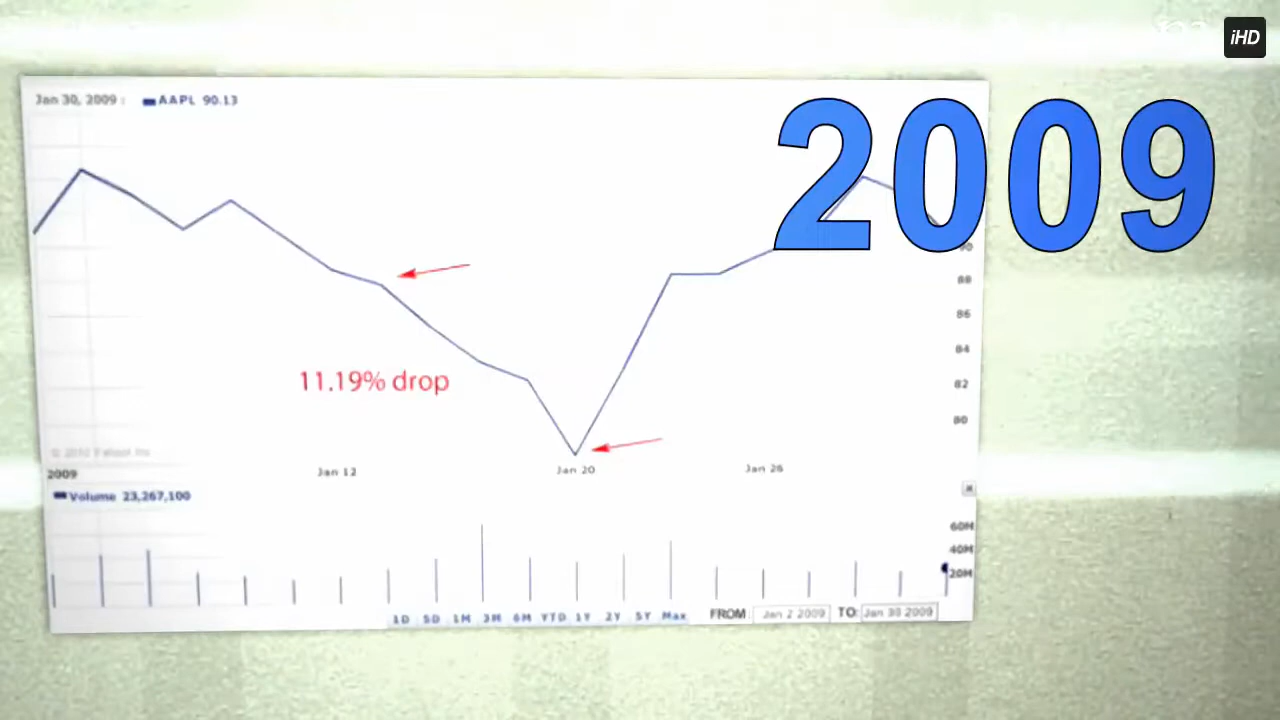 iHD
2009
Jan 30, 2009 : AAPL 90.13
90
88
86
84
11.19% drop
82
80
2009 Jan 12 Jan 20 Jan 26
Volume 23,267,100
60M
40M
20M
1D 5D 1M 3M 6M YTD 1Y 2Y 5Y Max FROM: Jan 2 2009 TO: Jan 30 2009